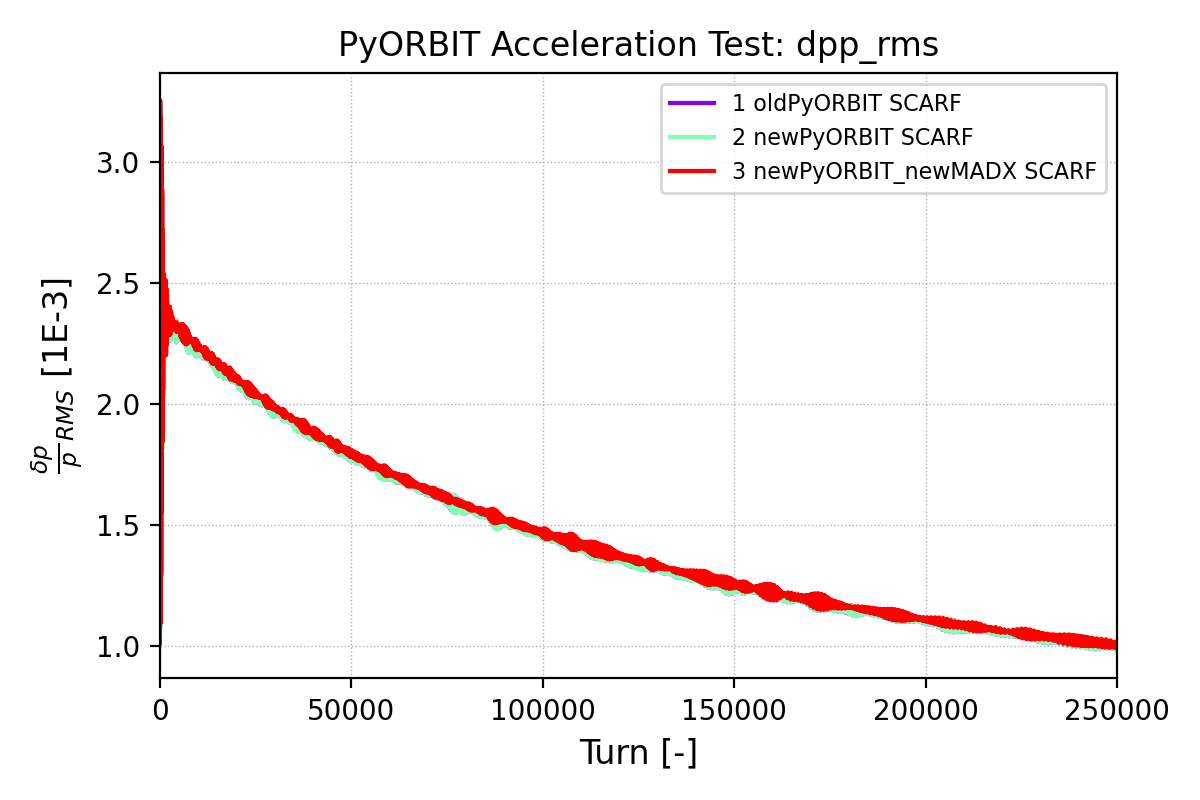 PyORBIT Acceleration Test: dpp_rms
1 oldPyORBIT SCARF
2 newPyORBIT SCARF
3 newPyORBIT_newMADX SCARF
3.0
2.5
2.0
1.5
1.0
δp/p RMS [1E-3]
0 50000 100000 150000 200000 250000
Turn [-]